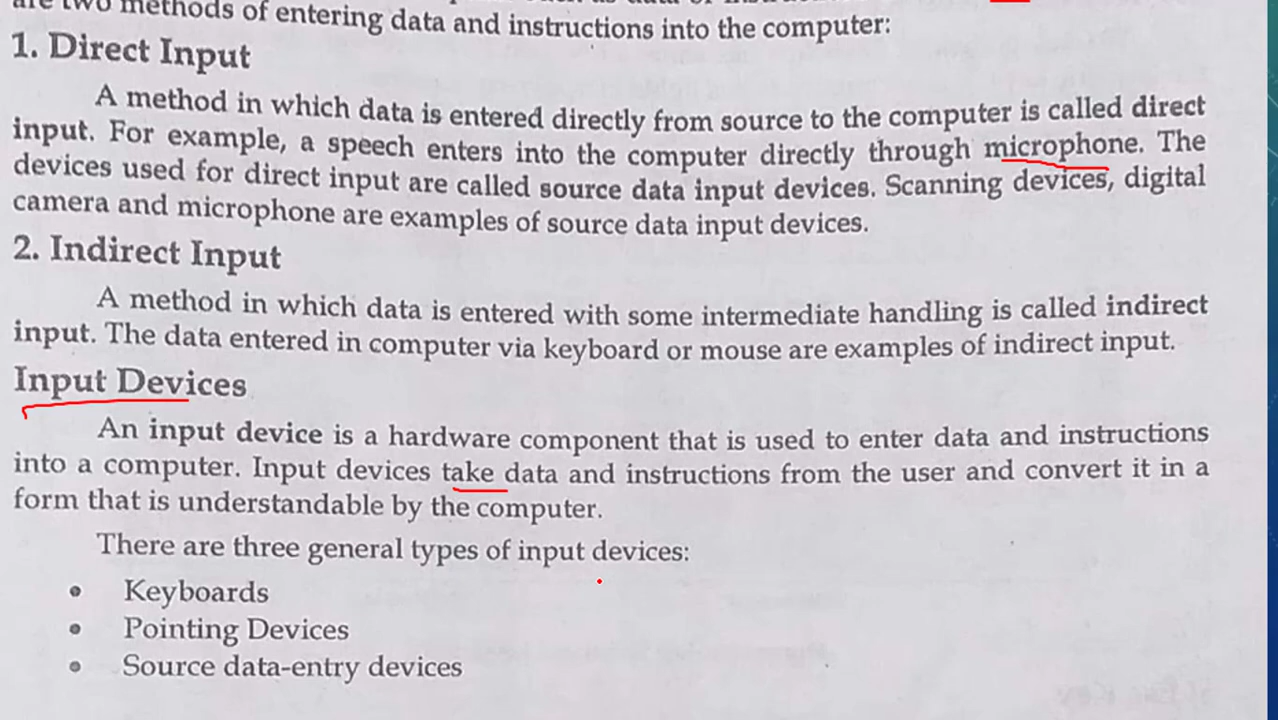 are two methods of entering data and instructions into the computer:
1. Direct Input
A method in which data is entered directly from source to the computer is called direct
input. For example, a speech enters into the computer directly through microphone. The
devices used for direct input are called source data input devices. Scanning devices, digital
camera and microphone are examples of source data input devices.
2. Indirect Input
A method in which data is entered with some intermediate handling is called indirect
input. The data entered in computer via keyboard or mouse are examples of indirect input.
Input Devices
An input device is a hardware component that is used to enter data and instructions
into a computer. Input devices take data and instructions from the user and convert it in a
form that is understandable by the computer.
There are three general types of input devices:
• Keyboards
• Pointing Devices
• Source data-entry devices